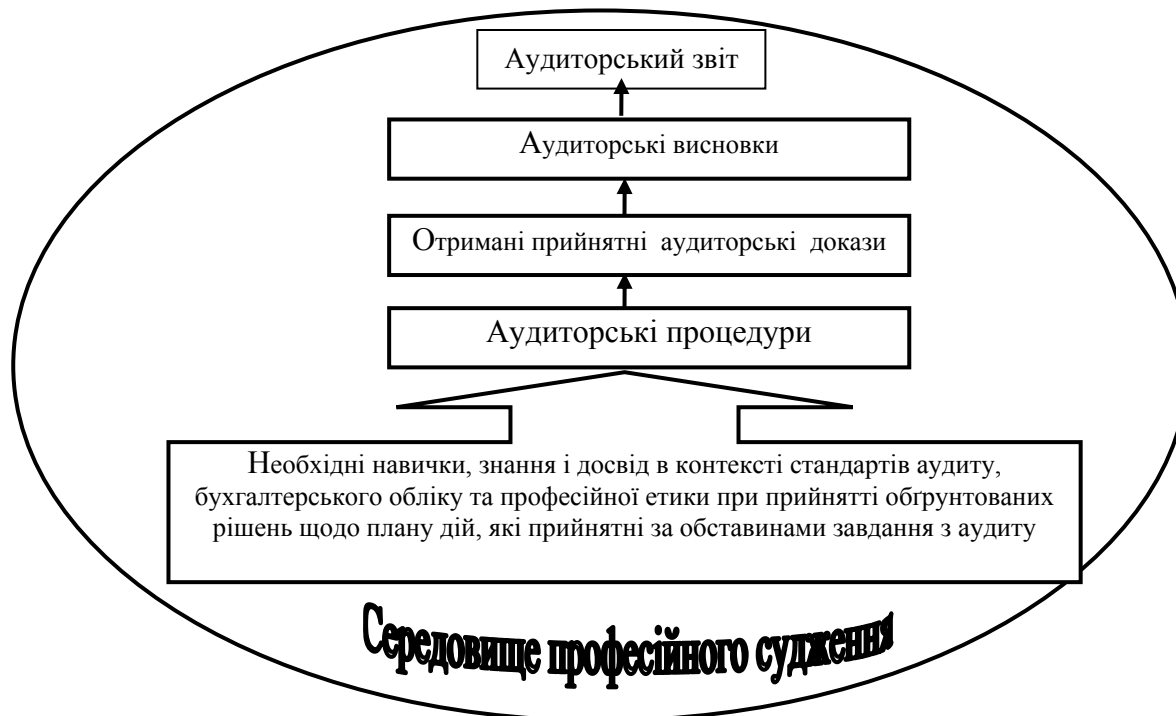 Аудиторський звіт
Аудиторські висновки
Отримані прийнятні аудиторські докази
Аудиторські процедури
Необхідні навички, знання і досвід в контексті стандартів аудиту,
бухгалтерського обліку та професійної етики при прийнятті обґрунтованих
рішень щодо плану дій, які прийнятні за обставинами завдання з аудиту
Середовище професійного судження